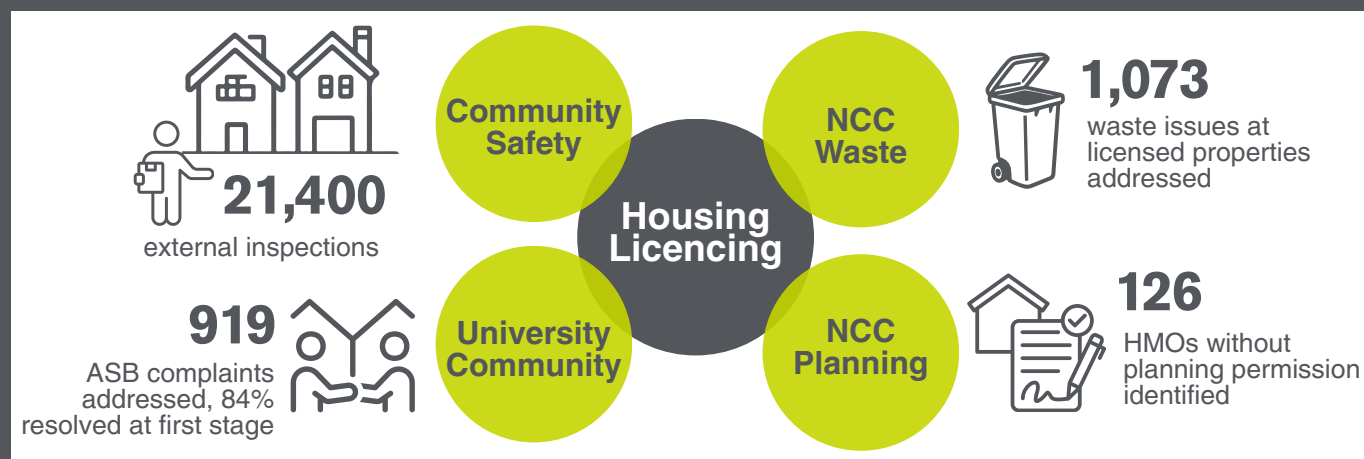 21,400
external inspections
919
ASB complaints
addressed, 84%
resolved at first stage
Community
Safety
University
Community
Housing
Licencing
NCC
Waste
NCC
Planning
1,073
waste issues at
licensed properties
addressed
126
HMOs without
planning permission
identified